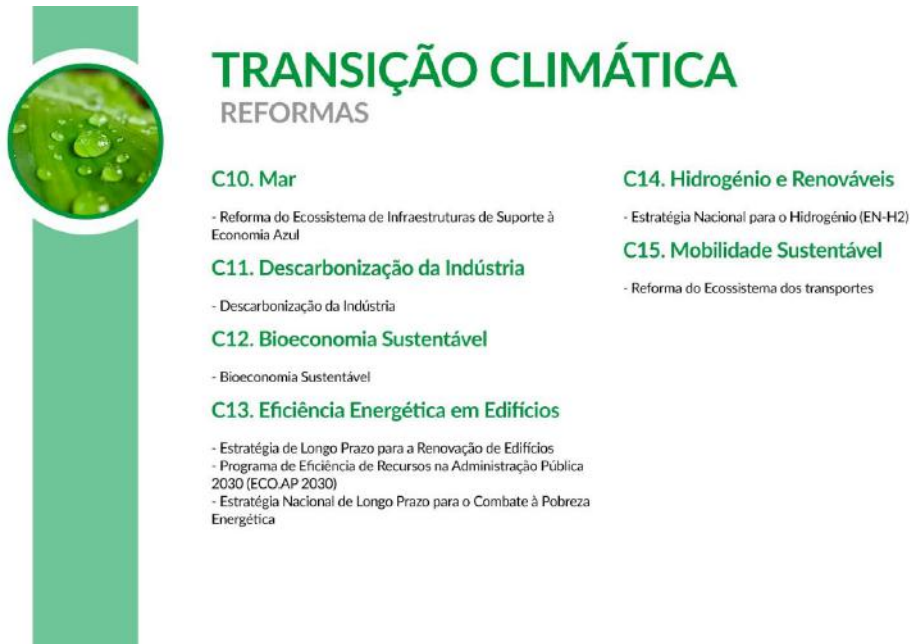 TRANSIÇÃO CLIMÁTICA
REFORMAS
C10. Mar
- Reforma do Ecossistema de Infraestruturas de Suporte à
Economia Azul
C11. Descarbonização da Indústria
- Descarbonização da Indústria
C12. Bioeconomia Sustentável
- Bioeconomia Sustentável
C13. Eficiência Energética em Edifícios
- Estratégia de Longo Prazo para a Renovação de Edifícios
- Programa de Eficiência de Recursos na Administração Pública
2030 (ECO.AP 2030)
- Estratégia Nacional de Longo Prazo para o Combate à Pobreza
Energética
C14. Hidrogénio e Renováveis
- Estratégia Nacional para o Hidrogénio (EN-H2)
C15. Mobilidade Sustentável
- Reforma do Ecossistema dos transportes